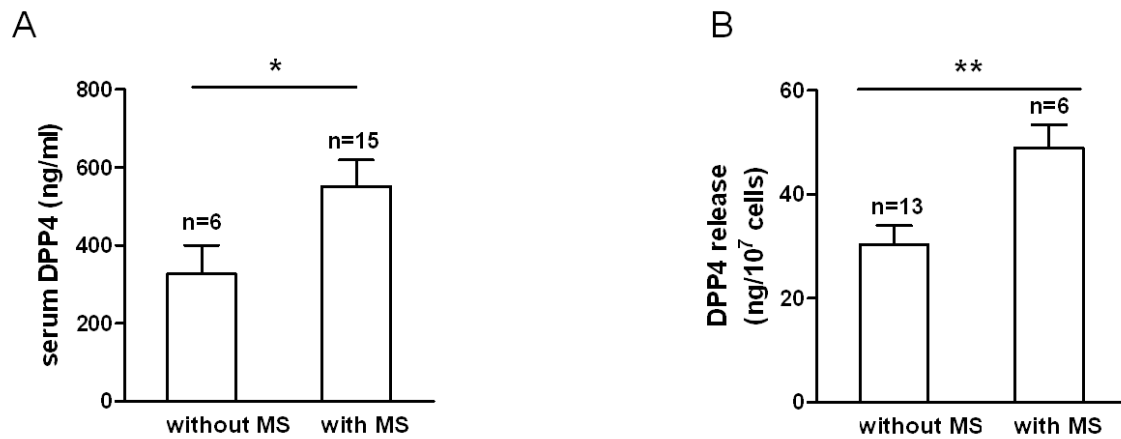 A
*
800
600
400
200
0
serum DPP4 (ng/ml)
n=6
n=15
without MS
with MS
B
**
60
40
20
0
DPP4 release
(ng/10⁷ cells)
n=13
n=6
without MS
with MS